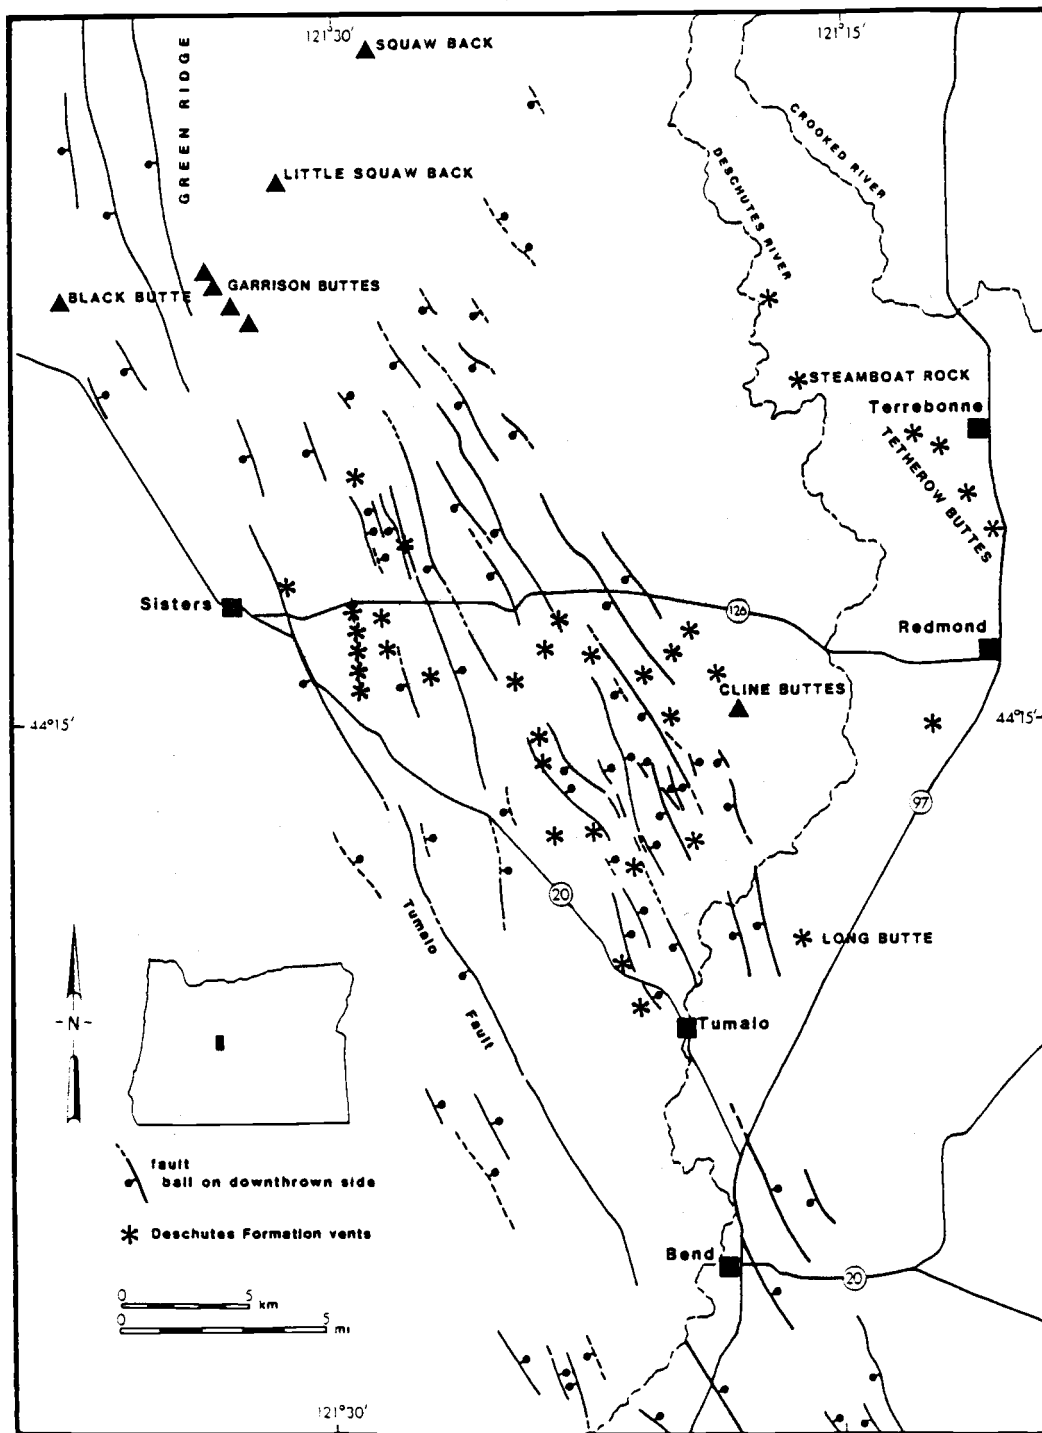 121°30′
121°15′
SQUAW BACK
GREEN RIDGE
CROOKED RIVER
DESCHUTES RIVER
LITTLE SQUAW BACK
GARRISON BUTTES
BLACK BUTTE
STEAMBOAT ROCK
Terrebonne
TETHEROW BUTTES
Sisters
126
Redmond
CLINE BUTTES
44°15′
44°15′
97
20
Tumalo
Fault
LONG BUTTE
-N-
Tumalo
fault
ball on downthrown side
Deschutes Formation vents
Bend
20
0 5 km
0 5 mi
121°30′